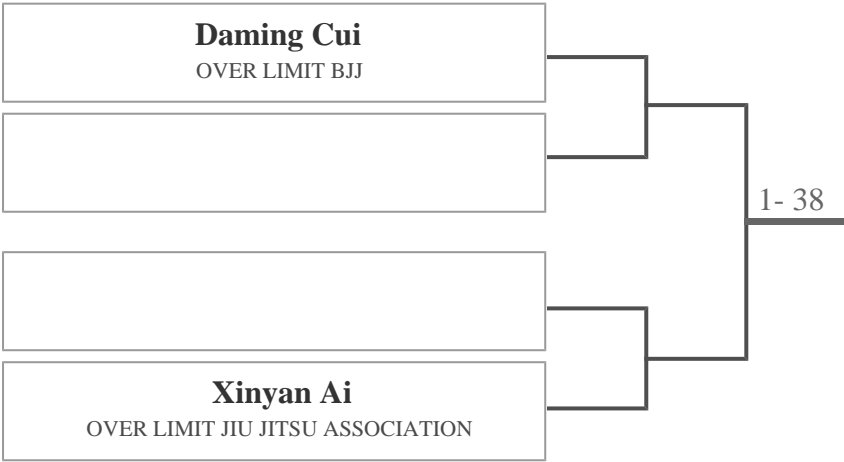 Daming Cui
OVER LIMIT BJJ
1- 38
Xinyan Ai
OVER LIMIT JIU JITSU ASSOCIATION